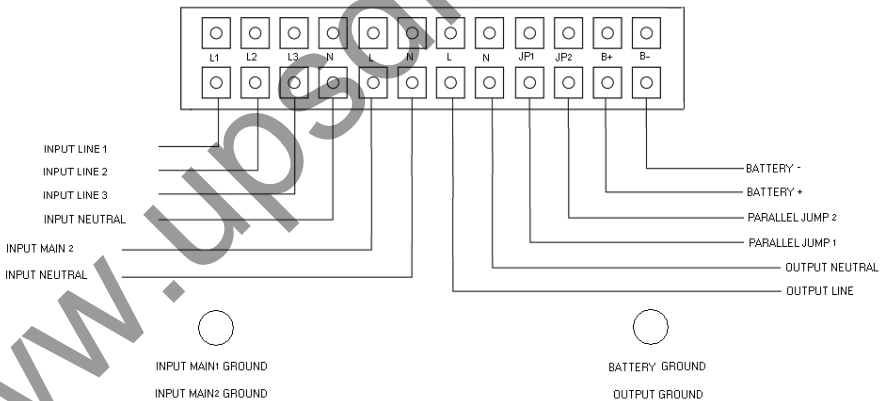 L1 L2 L3 N L N L N JP1 JP2 B+ B-
INPUT LINE 1
INPUT LINE 2
INPUT LINE 3
INPUT NEUTRAL
INPUT MAIN 2
INPUT NEUTRAL
BATTERY -
BATTERY +
PARALLEL JUMP 2
PARALLEL JUMP 1
OUTPUT NEUTRAL
OUTPUT LINE
INPUT MAIN1 GROUND
INPUT MAIN2 GROUND
BATTERY GROUND
OUTPUT GROUND